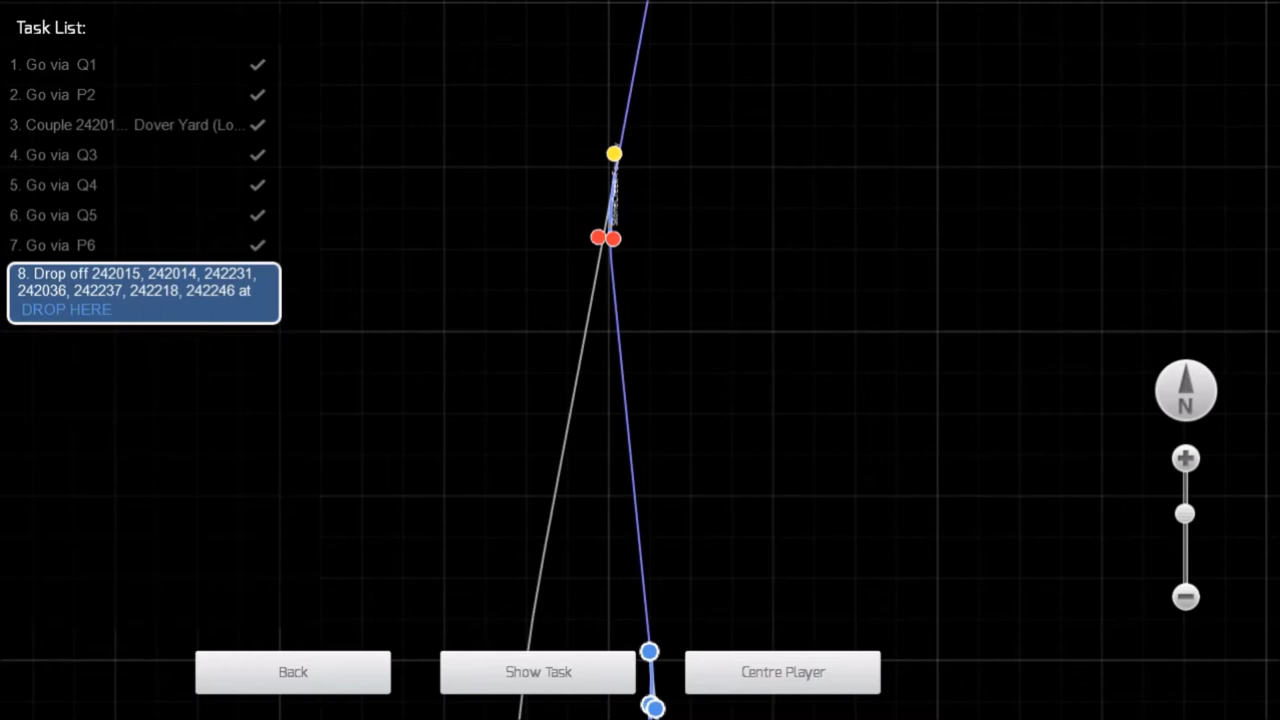 Task List:
1. Go via Q1
2. Go via P2
3. Couple 24201... Dover Yard (Lo...
4. Go via Q3
5. Go via Q4
6. Go via Q5
7. Go via P6
8. Drop off 242015, 242014, 242231,
242036, 242237, 242218, 242246 at
DROP HERE
N
Back
Show Task
Centre Player